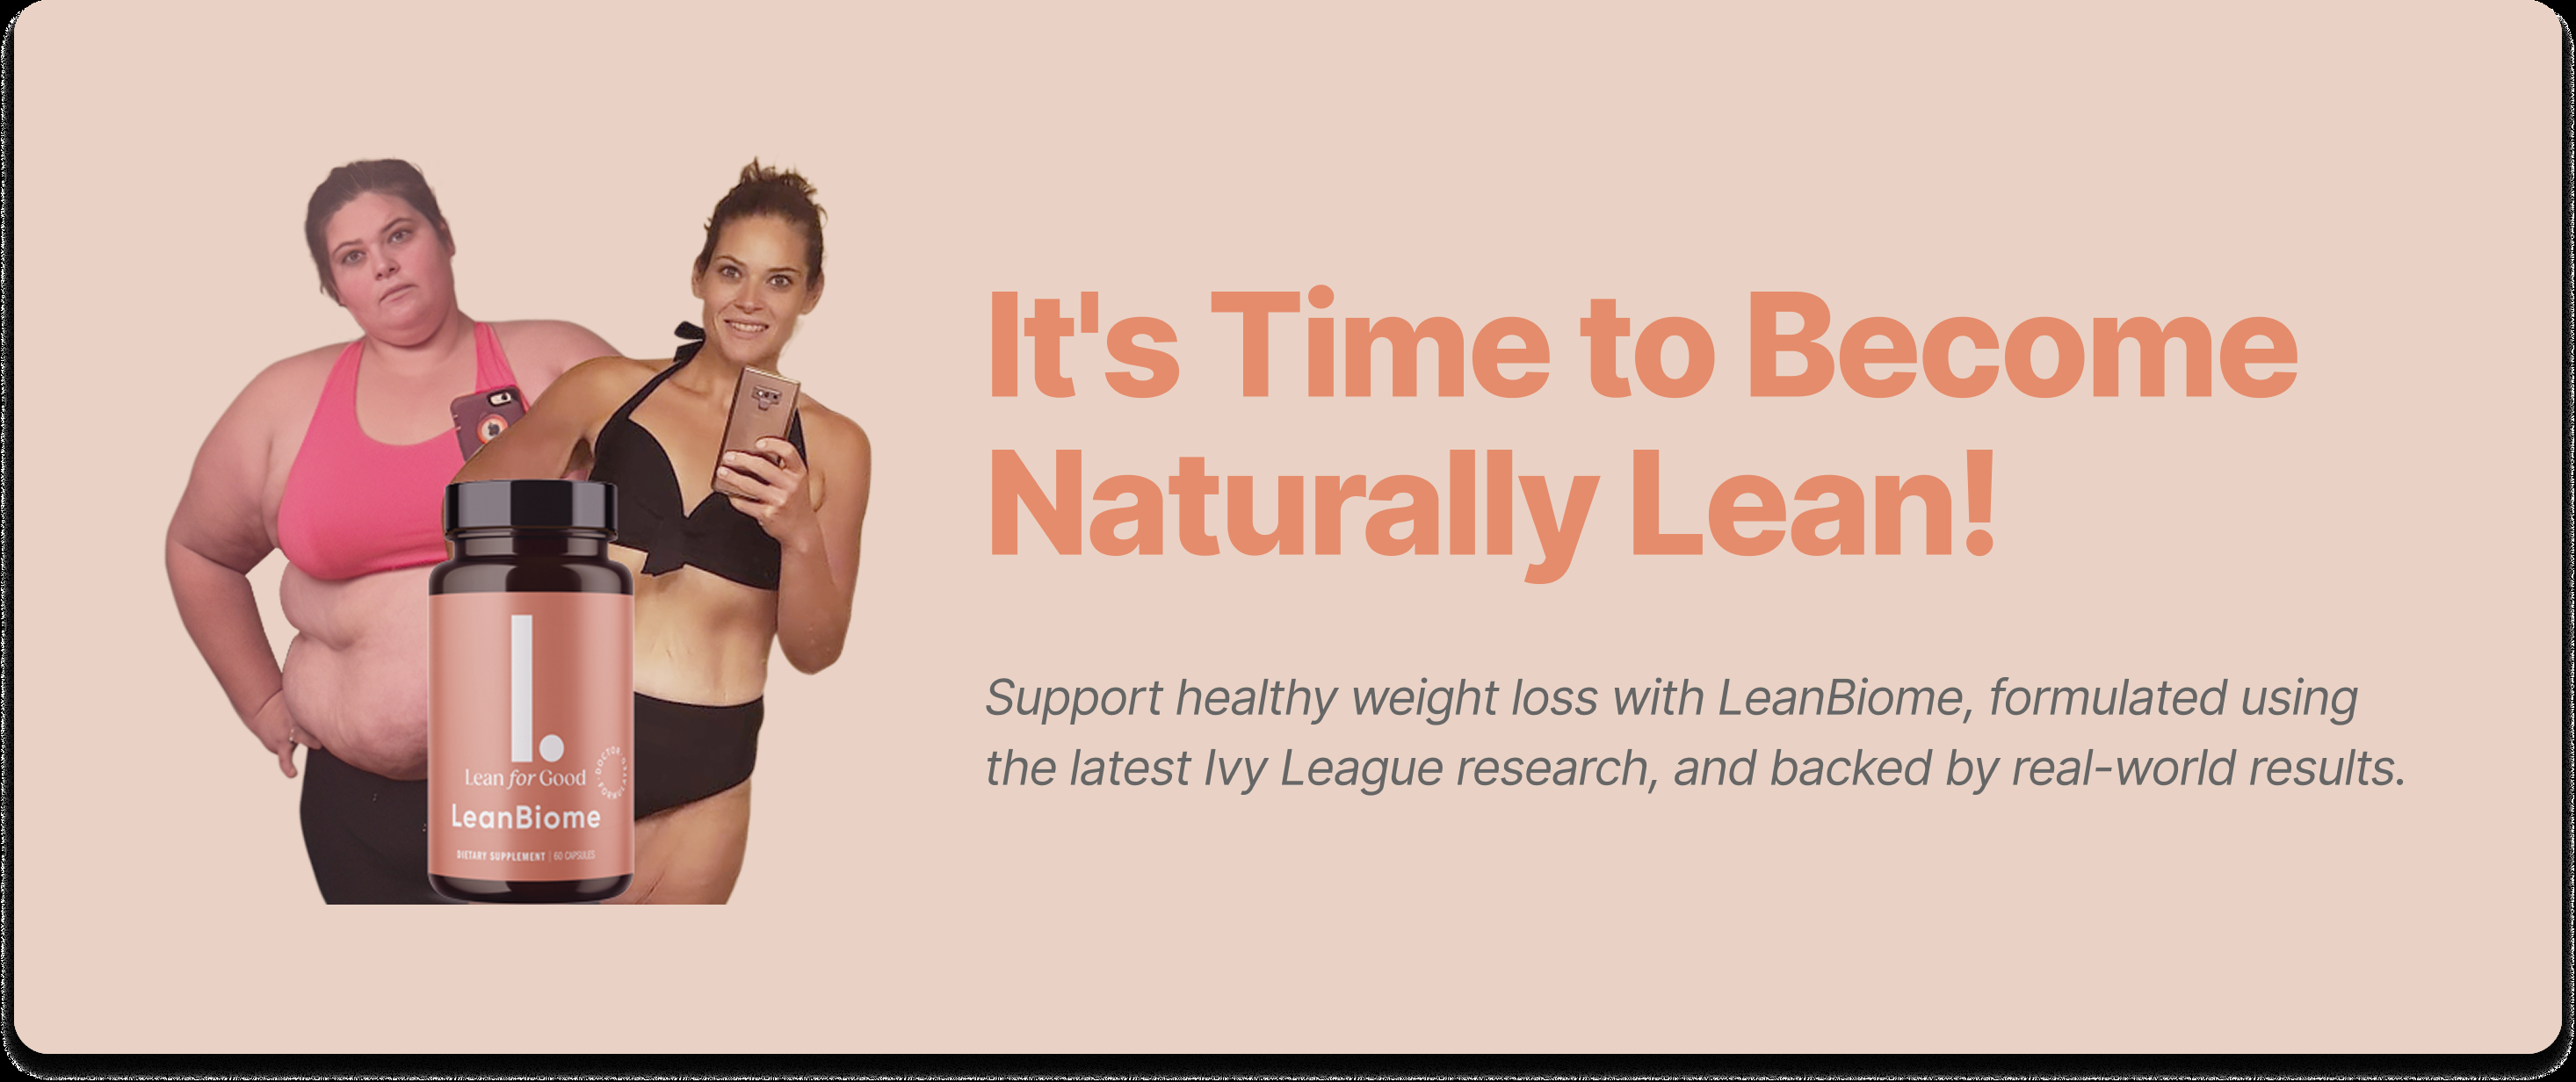 It's Time to Become
Naturally Lean!
Support healthy weight loss with LeanBiome, formulated using
the latest Ivy League research, and backed by real-world results.
Lean for Good
LeanBiome
DIETARY SUPPLEMENT | 60 CAPSULES